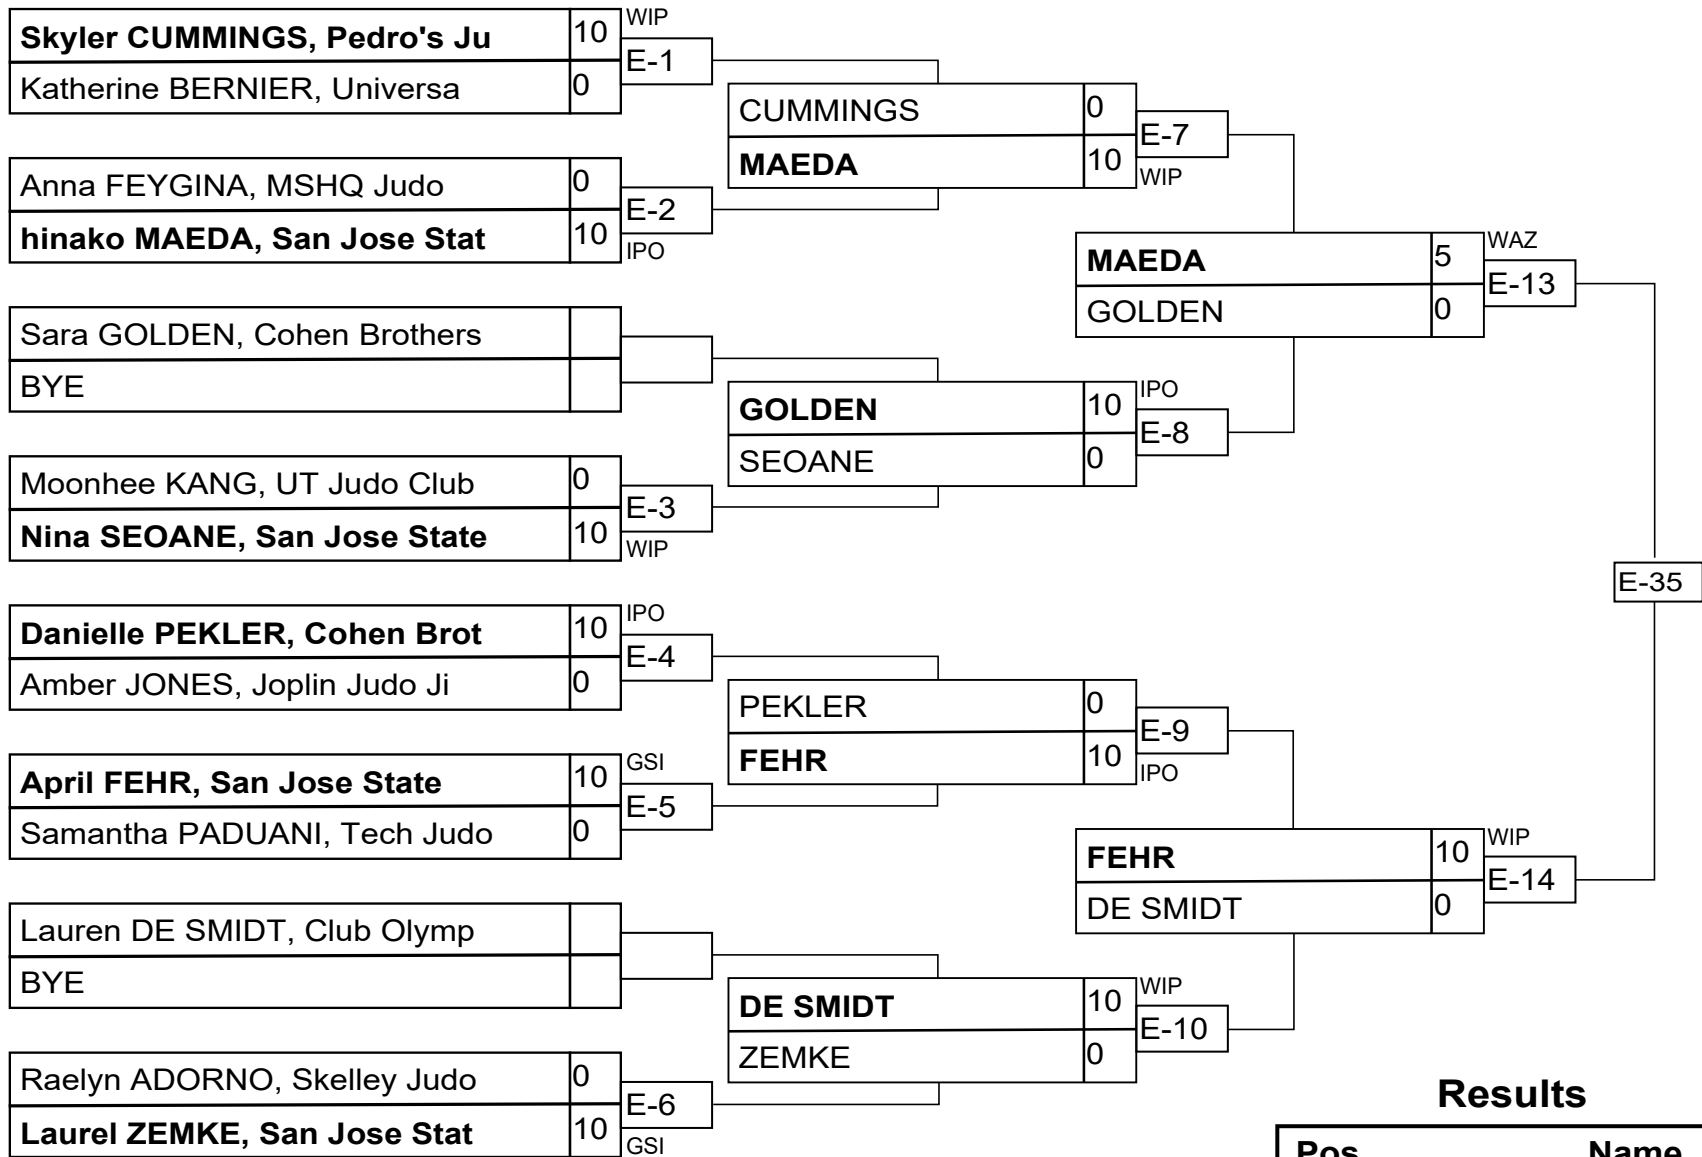 Skyler CUMMINGS, Pedro's Ju 10 WIP
E-1
Katherine BERNIER, Universa 0
Anna FEYGINA, MSHQ Judo 0
E-2
hinako MAEDA, San Jose Stat 10 IPO
Sara GOLDEN, Cohen Brothers
BYE
Moonhee KANG, UT Judo Club 0
E-3
Nina SEOANE, San Jose State 10 WIP
Danielle PEKLER, Cohen Brot 10 IPO
E-4
Amber JONES, Joplin Judo Ji 0
April FEHR, San Jose State 10 GSI
E-5
Samantha PADUANI, Tech Judo 0
Lauren DE SMIDT, Club Olymp
BYE
Raelyn ADORNO, Skelley Judo 0
E-6
Laurel ZEMKE, San Jose Stat 10 GSI
CUMMINGS 0
E-7
MAEDA 10 WIP
GOLDEN 10 IPO
E-8
SEOANE 0
PEKLER 0
E-9
FEHR 10 IPO
DE SMIDT 10 WIP
E-10
ZEMKE 0
MAEDA 5 WAZ
E-13
GOLDEN 0
FEHR 10 WIP
E-14
DE SMIDT 0
E-35
Results
Pos Name